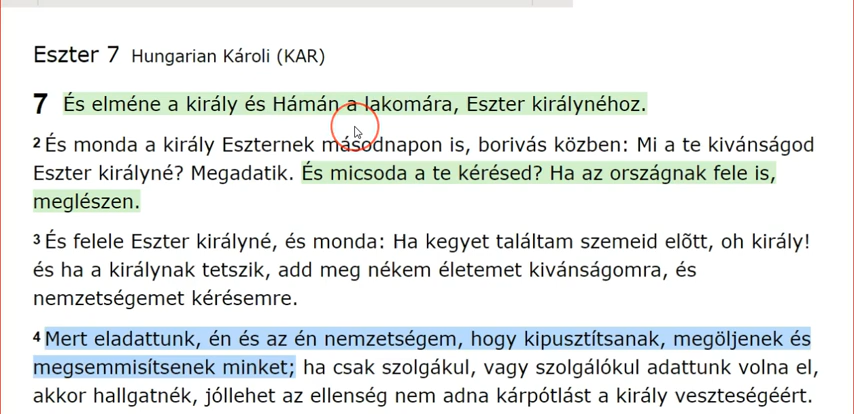 Eszter 7 Hungarian Károli (KAR)
7 És elméne a király és Hámán a lakomára, Eszter királynéhoz.
2 És monda a király Eszternek másodnapon is, borivás közben: Mi a te kivánságod
Eszter királyné? Megadatik. És micsoda a te kérésed? Ha az országnak fele is,
meglészen.
3 És felele Eszter királyné, és monda: Ha kegyet találtam szemeid elõtt, oh király!
és ha a királynak tetszik, add meg nékem életemet kivánságomra, és
nemzetségemet kérésemre.
4 Mert eladattunk, én és az én nemzetségem, hogy kipusztítsanak, megöljenek és
megsemmisítsenek minket; ha csak szolgákul, vagy szolgálókul adattunk volna el,
akkor hallgatnék, jóllehet az ellenség nem adna kárpótlást a király veszteségéért.